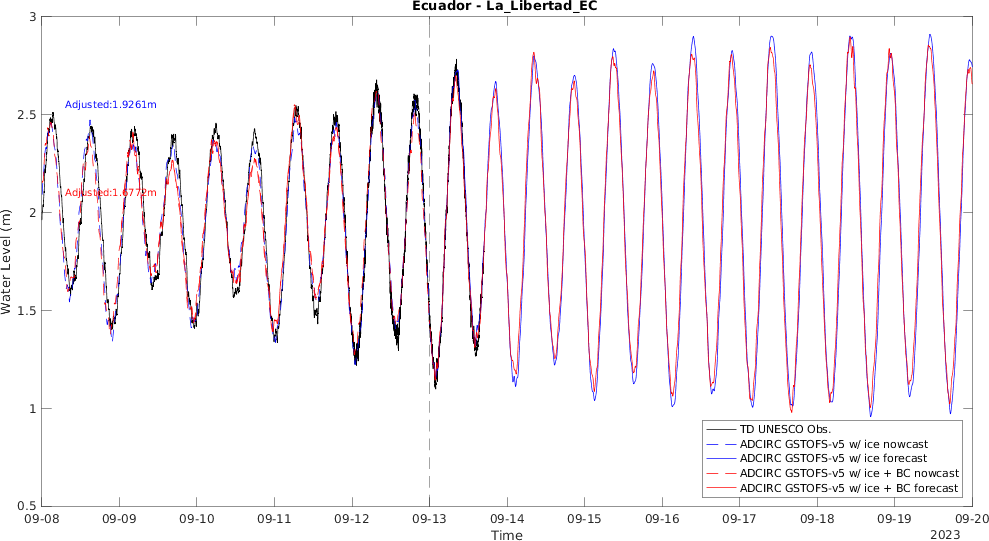 Ecuador - La_Libertad_EC
3
2.5
2
1.5
1
0.5
Water Level (m)
Adjusted:1.9261m
Adjusted:1.6772m
TD UNESCO Obs.
ADCIRC GSTOFS-v5 w/ ice nowcast
ADCIRC GSTOFS-v5 w/ ice forecast
ADCIRC GSTOFS-v5 w/ ice + BC nowcast
ADCIRC GSTOFS-v5 w/ ice + BC forecast
09-08 09-09 09-10 09-11 09-12 09-13 09-14 09-15 09-16 09-17 09-18 09-19 09-20
Time
2023